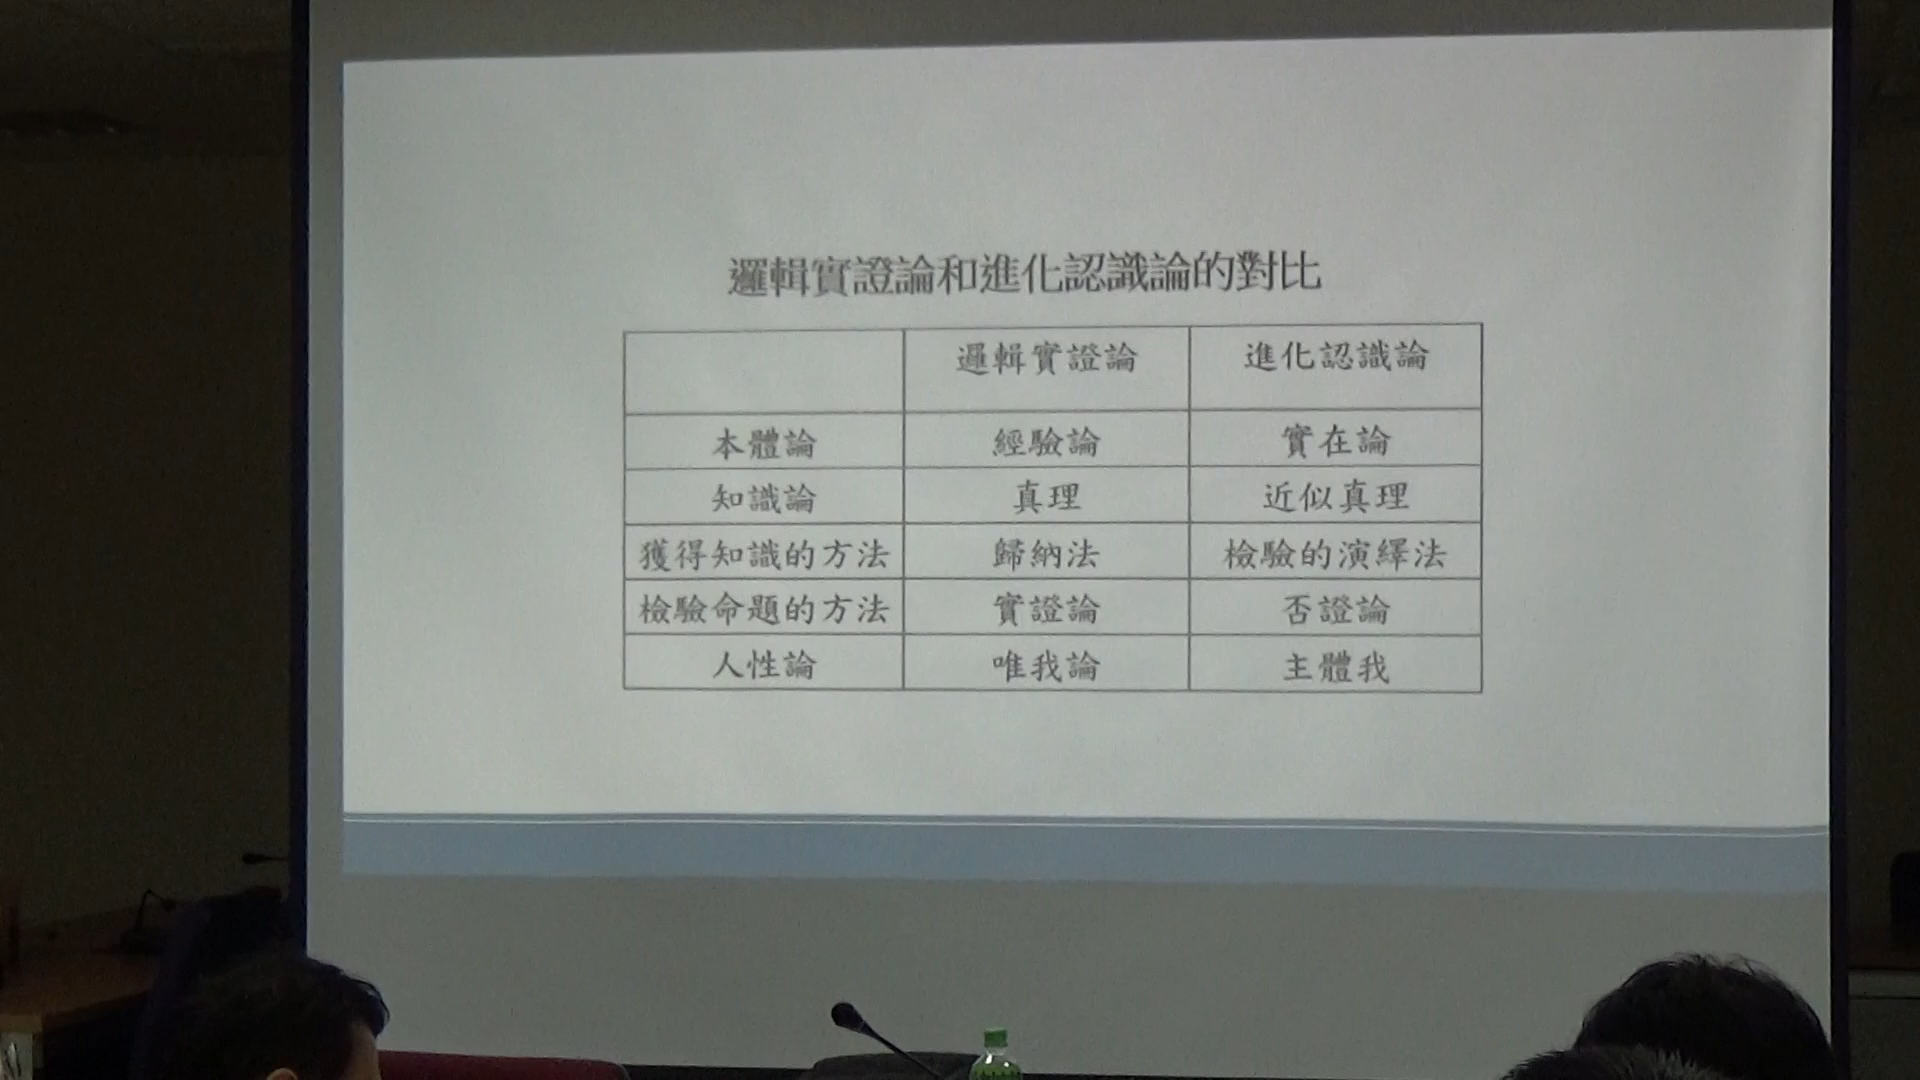 邏輯實證論和進化認識論的對比
邏輯實證論 進化認識論
本體論 經驗論 實在論
知識論 真理 近似真理
獲得知識的方法 歸納法 檢驗的演繹法
檢驗命題的方法 實證論 否證論
人性論 唯我論 主體我